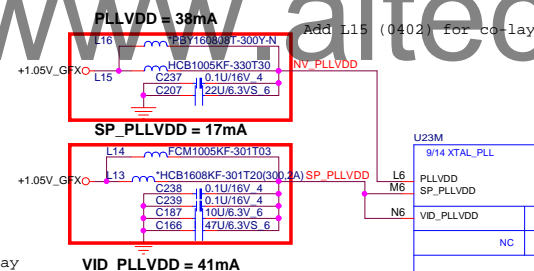 www.aitec
PLLVDD = 38mA
Add L15 (0402) for co-lay
L16 *PBY160808T-300Y-N
+1.05V_GFX
L15 HCB1005KF-330T30 NV_PLLVDD
C237 0.1U/16V_4
C207 22U/6.3VS_6
SP_PLLVDD = 17mA
U23M
9/14 XTAL_PLL
L14 FCM1005KF-301T03
+1.05V_GFX
L13 *HCB1608KF-301T20(300,2A) SP_PLLVDD
L6 PLLVDD
M6 SP_PLLVDD
C238 0.1U/16V_4
C239 0.1U/16V_4
C187 10U/6.3V_6
C166 47U/6.3VS_6
N6 VID_PLLVDD
NC
ay
VID_PLLVDD = 41mA